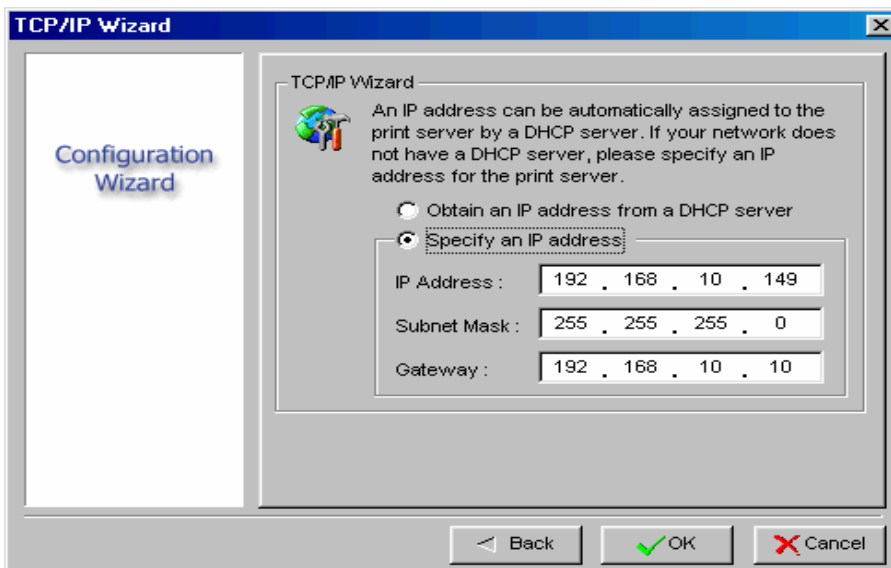 TCP/IP Wizard
Configuration
Wizard
TCP/IP Wizard
An IP address can be automatically assigned to the
print server by a DHCP server. If your network does
not have a DHCP server, please specify an IP
address for the print server.
Obtain an IP address from a DHCP server
Specify an IP address
IP Address : 192 . 168 . 10 . 149
Subnet Mask : 255 . 255 . 255 . 0
Gateway : 192 . 168 . 10 . 10
< Back OK Cancel